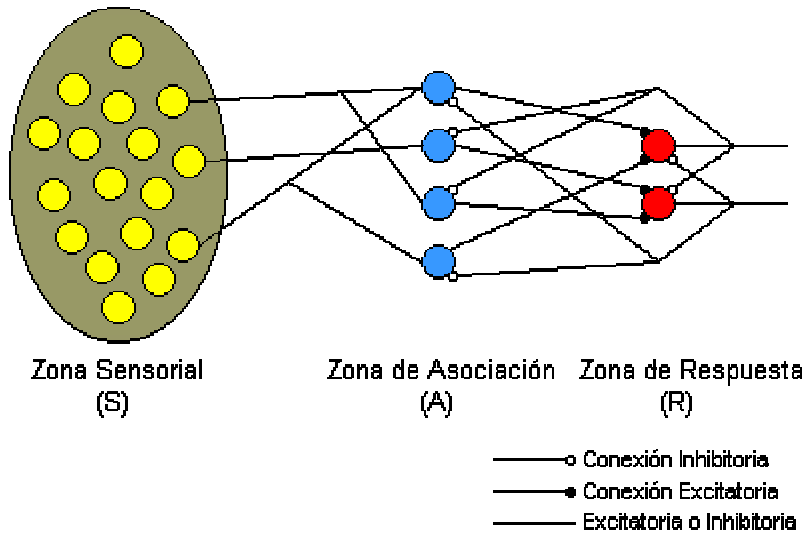 Zona Sensorial
(S)
Zona de Asociación
(A)
Zona de Respuesta
(R)
Conexión Inhibitoria
Conexión Excitatoria
Excitatoria o Inhibitoria